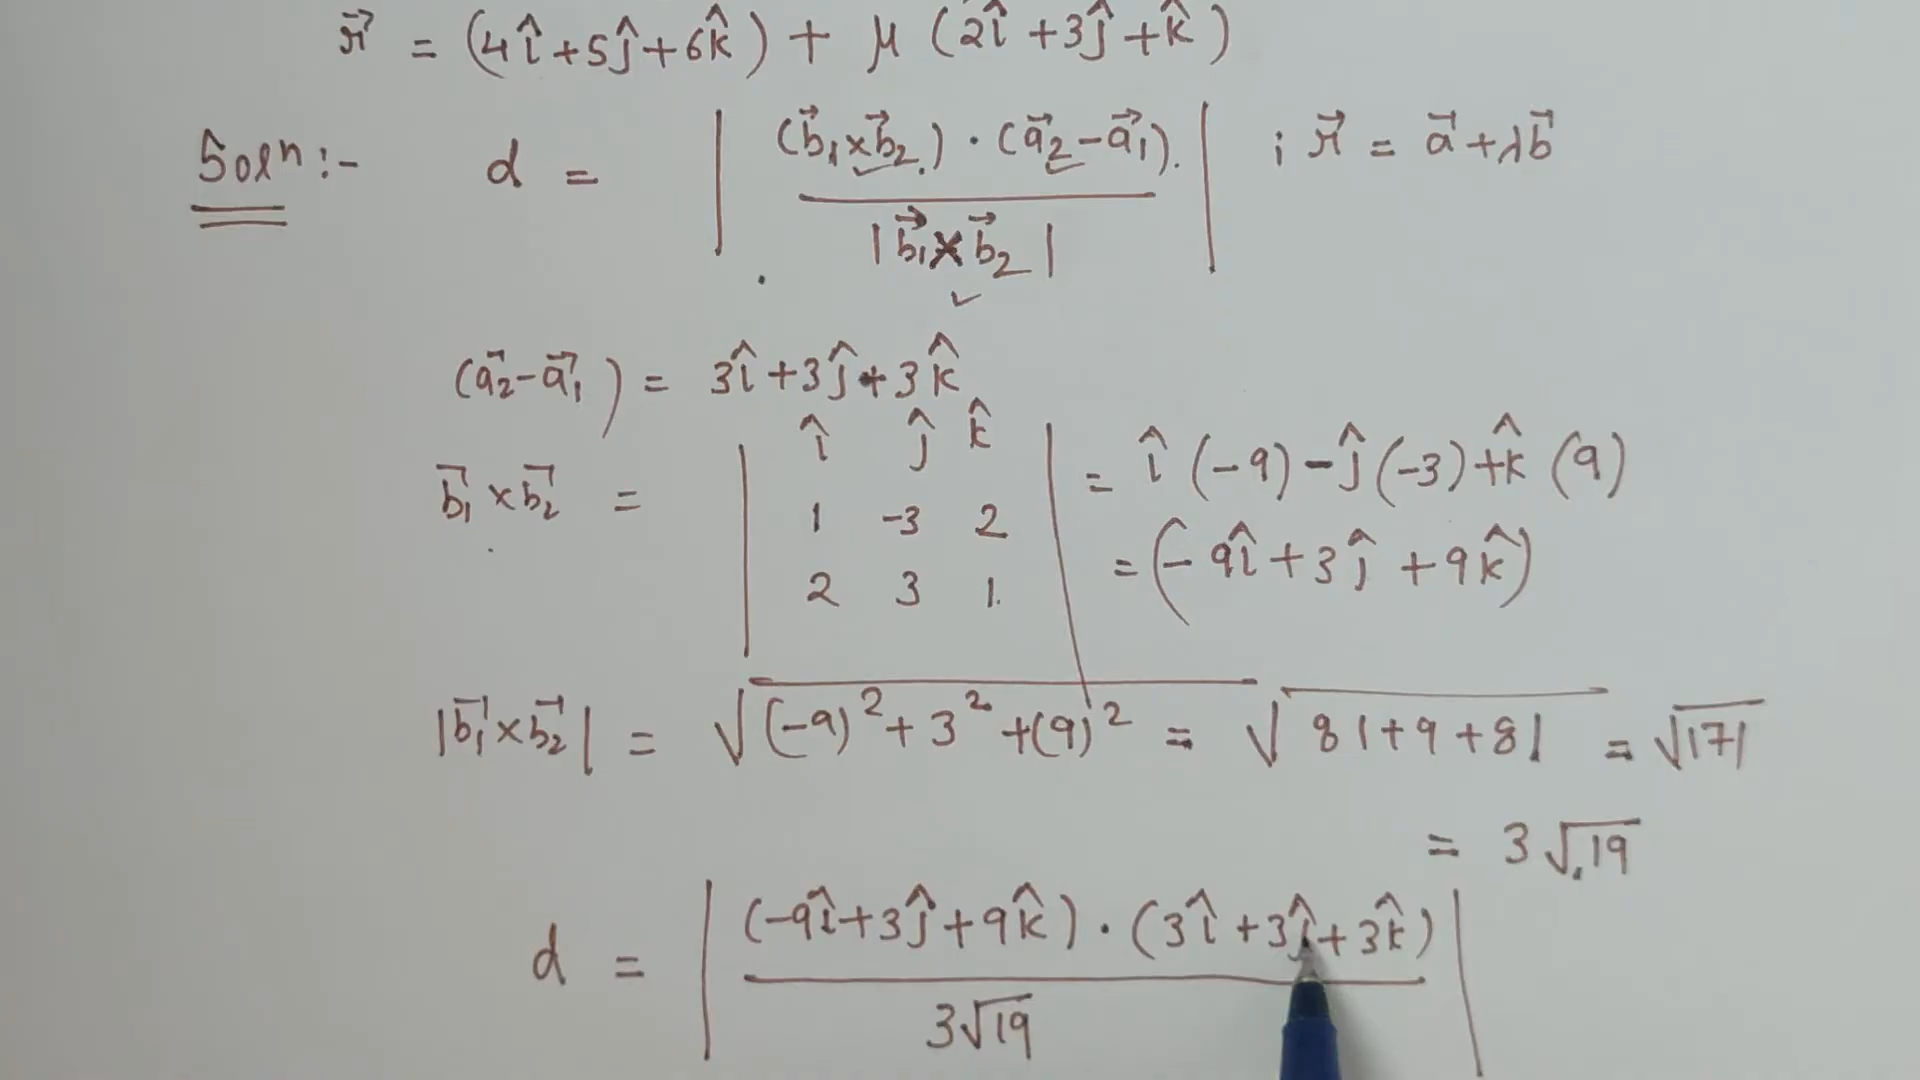 r⃗ = (4î+5ĵ+6k̂) + μ (2î+3ĵ+k̂)
Solⁿ:- d = | (b⃗₁×b⃗₂) · (a⃗₂−a⃗₁) / |b⃗₁×b⃗₂| | ; r⃗ = a⃗+λb⃗
(a⃗₂−a⃗₁) = 3î+3ĵ+3k̂
b⃗₁×b⃗₂ = | î ĵ k̂ | = î(-9)-ĵ(-3)+k̂(9)
1 -3 2
= (-9î+3ĵ+9k̂)
2 3 1
|b⃗₁×b⃗₂| = √(-9)²+3²+(9)² = √81+9+81 = √171
= 3√19
d = | (-9î+3ĵ+9k̂) · (3î+3ĵ+3k̂) / 3√19 |